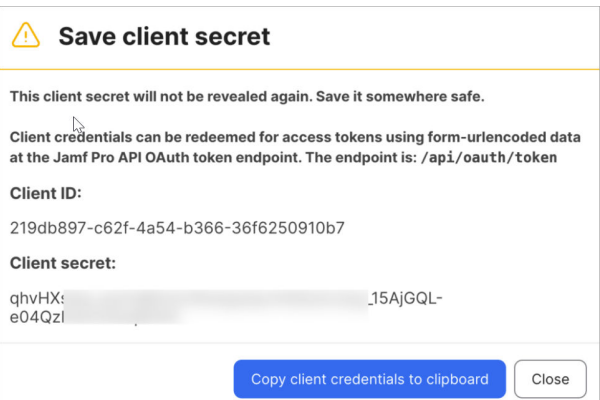 Save client secret
This client secret will not be revealed again. Save it somewhere safe.
Client credentials can be redeemed for access tokens using form-urlencoded data
at the Jamf Pro API OAuth token endpoint. The endpoint is: /api/oauth/token
Client ID:
219db897-c62f-4a54-b366-36f6250910b7
Client secret:
qhvHX _15AjGQL-
e04Qz
Copy client credentials to clipboard Close